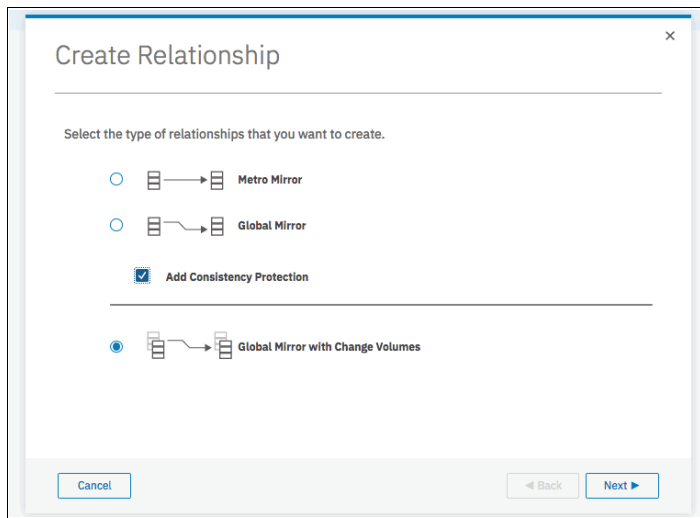 Create Relationship
Select the type of relationships that you want to create.
Metro Mirror
Global Mirror
Add Consistency Protection
Global Mirror with Change Volumes
Cancel
Back
Next